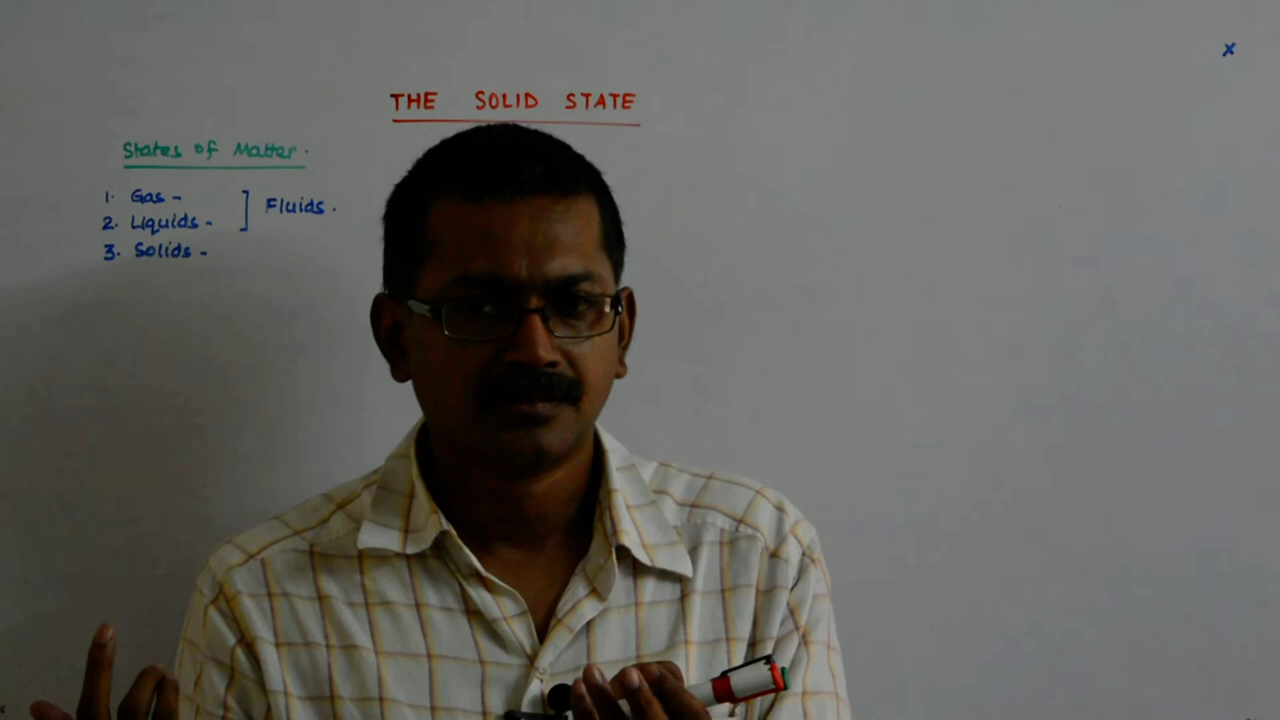 x
THE SOLID STATE
States of Matter.
1. Gas -
2. Liquids - ] Fluids.
3. Solids -